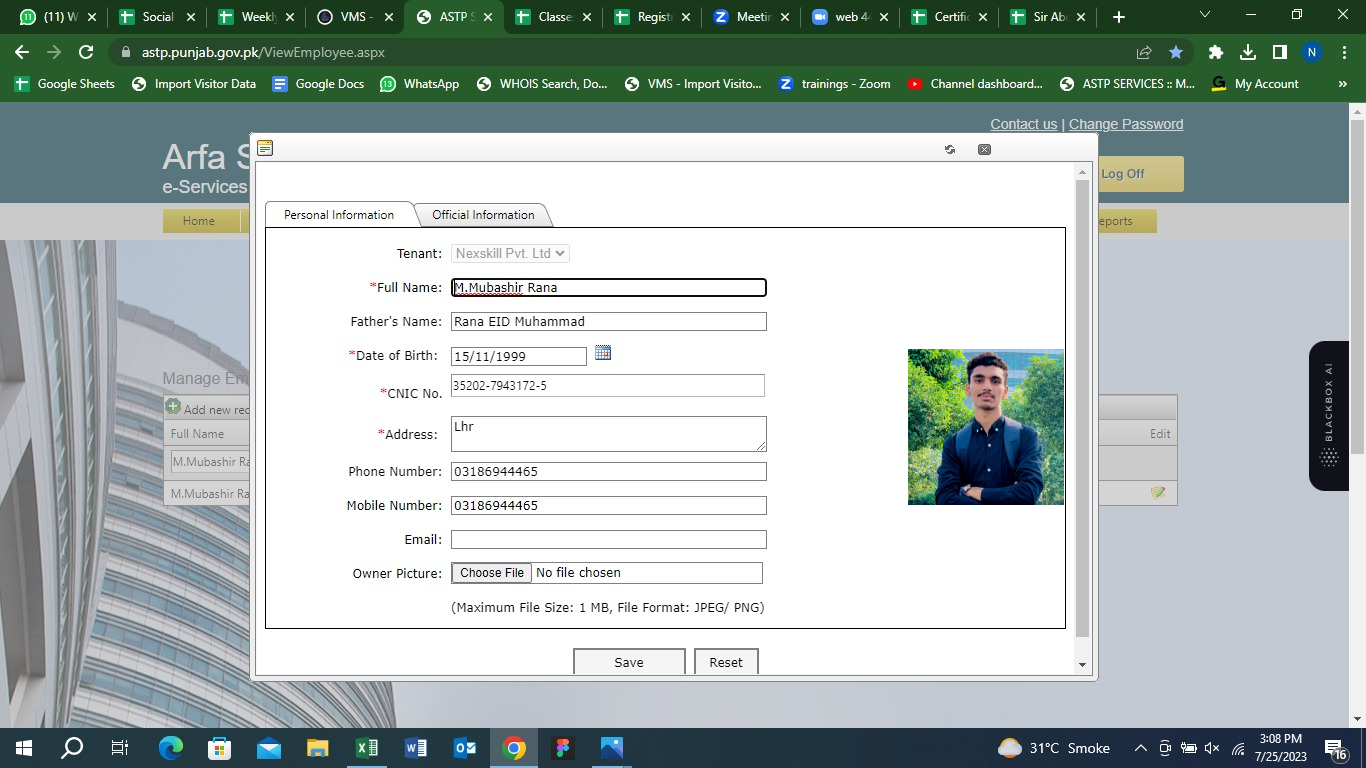 (11) W
Social
Weekl
VMS -
ASTP S
Classe
Regist
Meetin
web 4
Certific
Sir Ab
astp.punjab.gov.pk/ViewEmployee.aspx
N
Google Sheets
Import Visitor Data
Google Docs
WhatsApp
WHOIS Search, Do...
VMS - Import Visito...
trainings - Zoom
Channel dashboard...
ASTP SERVICES :: M...
My Account
»
Contact us | Change Password
Arfa S
e-Services
Log Off
Home
eports
Personal Information
Official Information
Tenant: Nexskill Pvt. Ltd
*Full Name: M.Mubashir Rana
Father's Name: Rana EID Muhammad
*Date of Birth: 15/11/1999
*CNIC No. 35202-7943172-5
*Address: Lhr
Phone Number: 03186944465
Mobile Number: 03186944465
Email:
Owner Picture: Choose File No file chosen
(Maximum File Size: 1 MB, File Format: JPEG/ PNG)
Save
Reset
Manage Em
Add new rec
Full Name
Edit
M.Mubashir Ra
M.Mubashir Ra
BLACKBOX AI
31°C Smoke
3:08 PM
7/25/2023
16